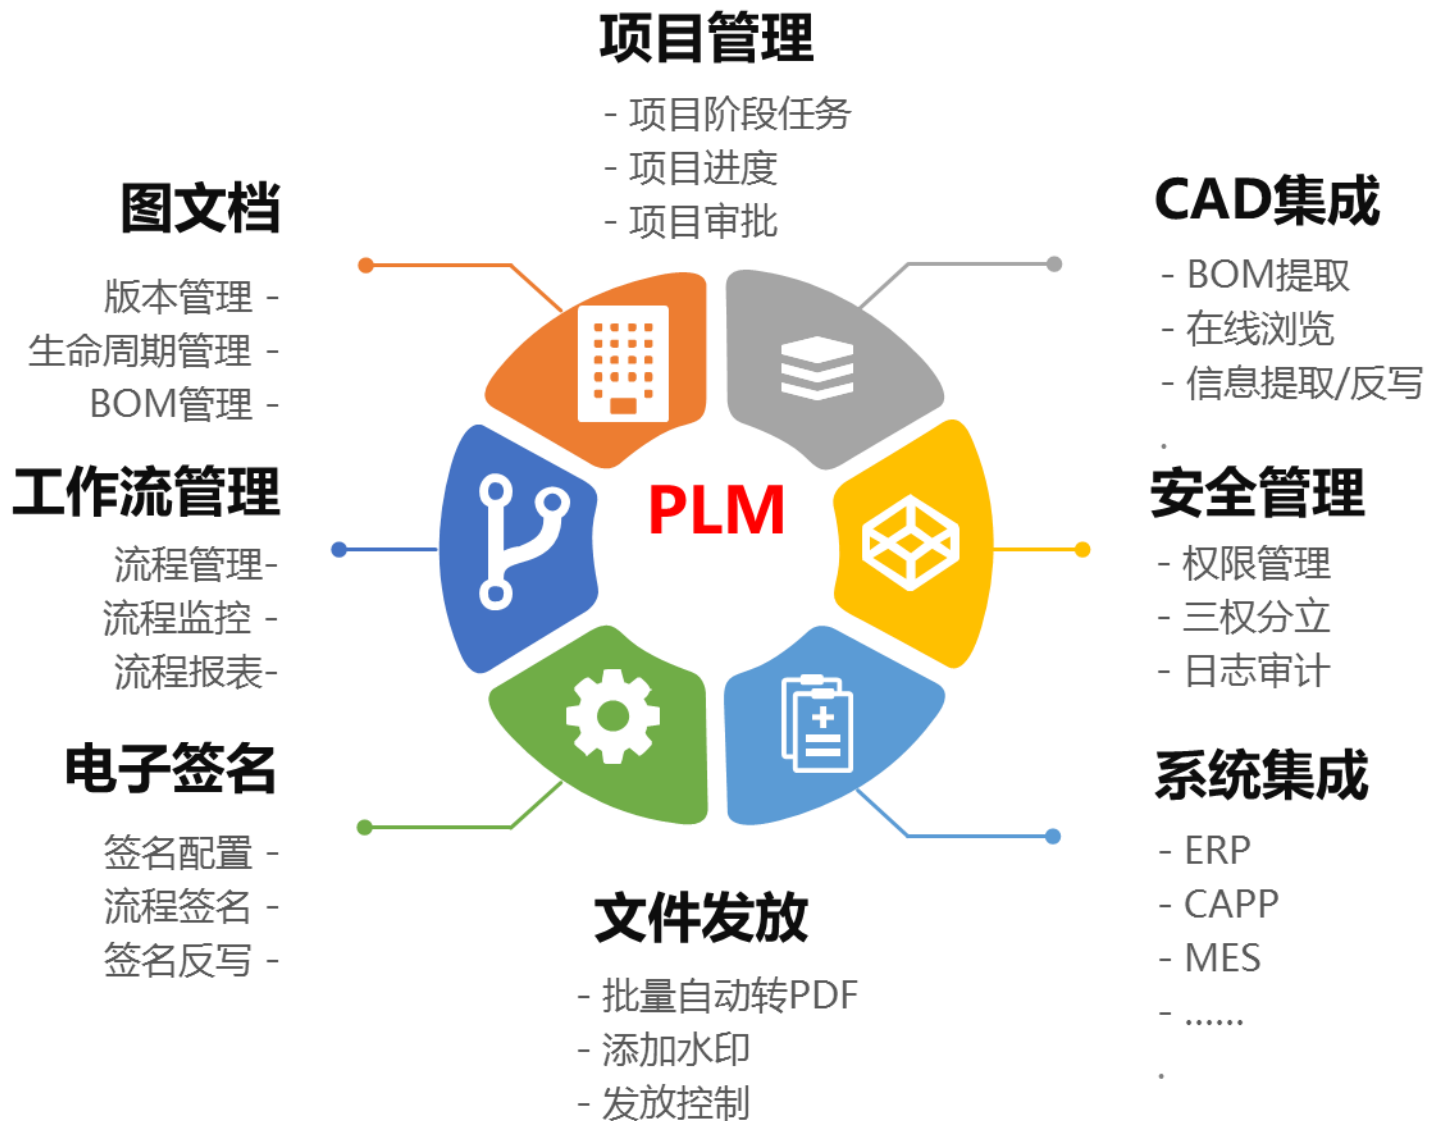 项目管理
- 项目阶段任务
- 项目进度
- 项目审批
图文档
版本管理 -
生命周期管理 -
BOM管理 -
CAD集成
- BOM提取
- 在线浏览
- 信息提取/反写
.
工作流管理
流程管理-
流程监控 -
流程报表-
PLM
安全管理
- 权限管理
- 三权分立
- 日志审计
电子签名
签名配置 -
流程签名 -
签名反写 -
系统集成
- ERP
- CAPP
- MES
- ......
.
文件发放
- 批量自动转PDF
- 添加水印
- 发放控制